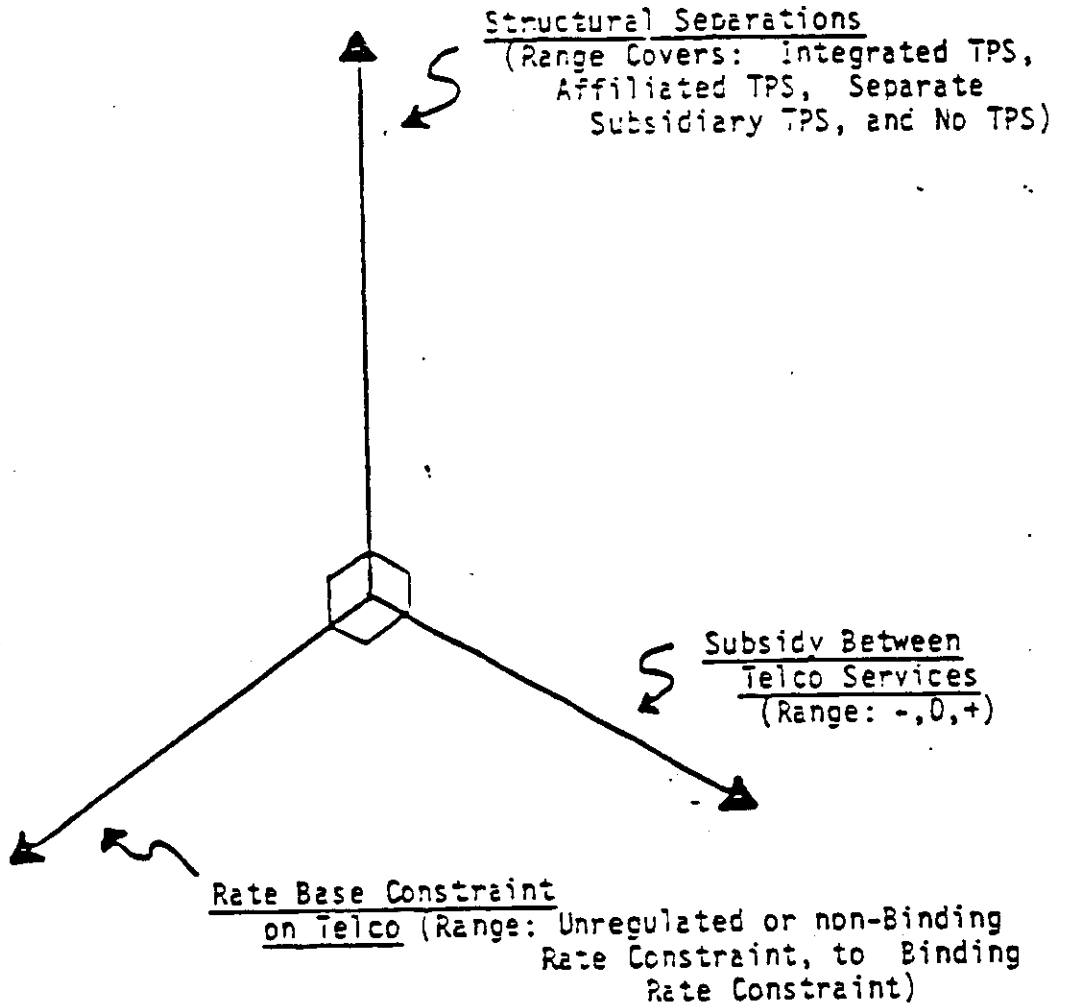 Structural Separations
(Range Covers: Integrated TPS,
Affiliated TPS, Separate
Subsidiary TPS, and No TPS)
Subsidy Between
Telco Services
(Range: -,0,+)
Rate Base Constraint
on Telco (Range: Unregulated or non-Binding
Rate Constraint, to Binding
Rate Constraint)